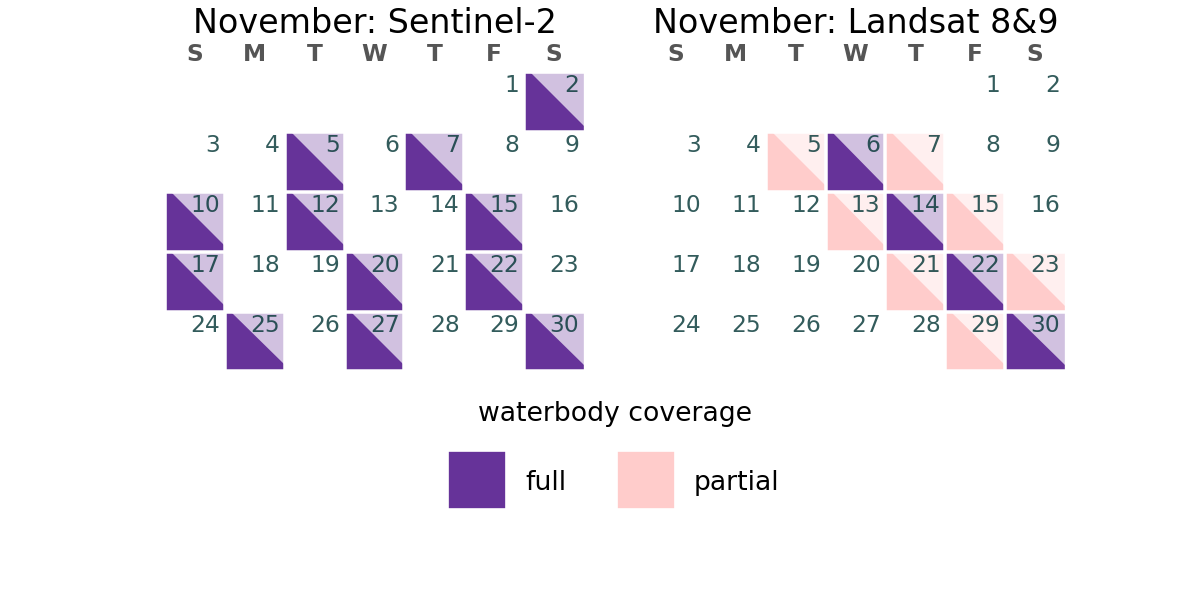 November: Sentinel-2
S M T W T F S
1 2
3 4 5 6 7 8 9
10 11 12 13 14 15 16
17 18 19 20 21 22 23
24 25 26 27 28 29 30
November: Landsat 8&9
S M T W T F S
1 2
3 4 5 6 7 8 9
10 11 12 13 14 15 16
17 18 19 20 21 22 23
24 25 26 27 28 29 30
waterbody coverage
full partial